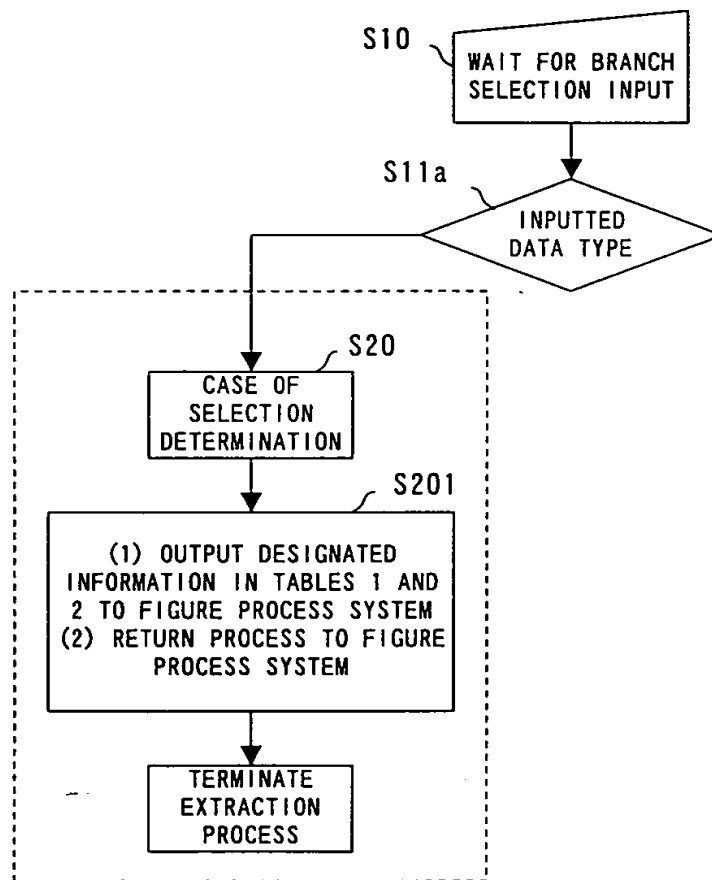 S10
WAIT FOR BRANCH
SELECTION INPUT
S11a
INPUTTED
DATA TYPE
S20
CASE OF
SELECTION
DETERMINATION
S201
(1) OUTPUT DESIGNATED
INFORMATION IN TABLES 1 AND
2 TO FIGURE PROCESS SYSTEM
(2) RETURN PROCESS TO FIGURE
PROCESS SYSTEM
TERMINATE
EXTRACTION
PROCESS